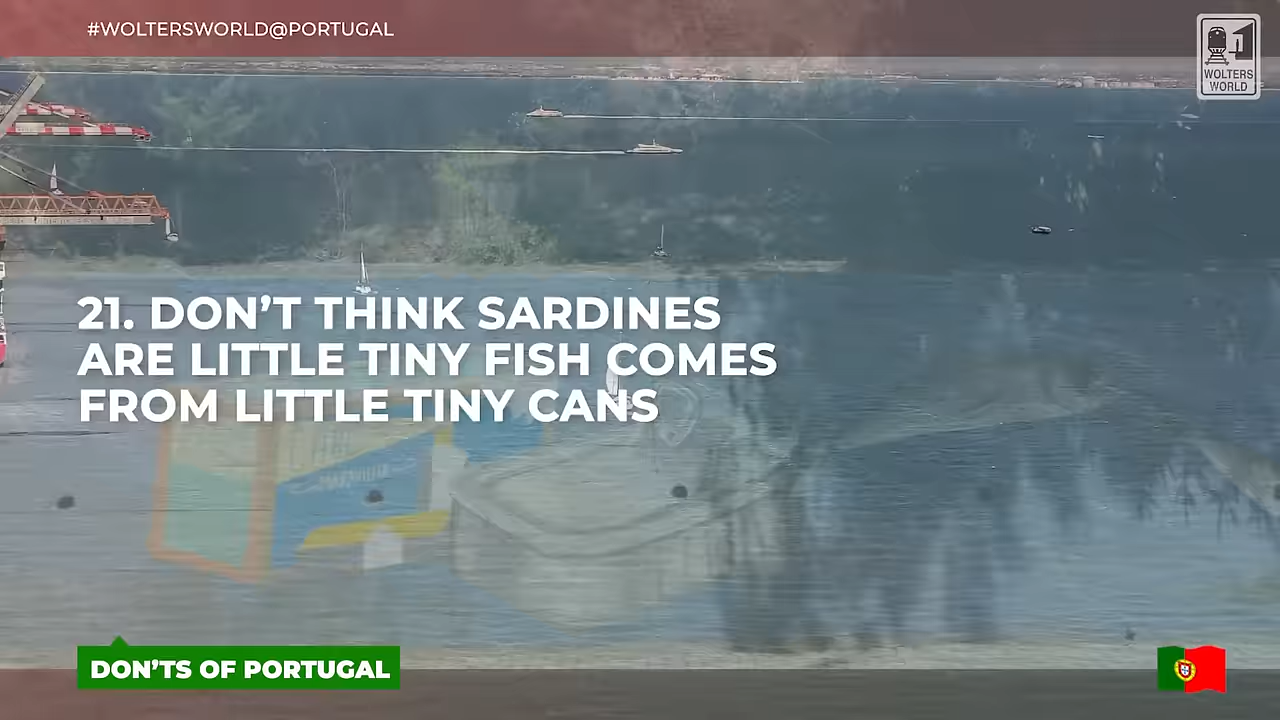 #WOLTERSWORLD@PORTUGAL
WOLTERS
WORLD
21. DON'T THINK SARDINES
ARE LITTLE TINY FISH COMES
FROM LITTLE TINY CANS
DON'TS OF PORTUGAL